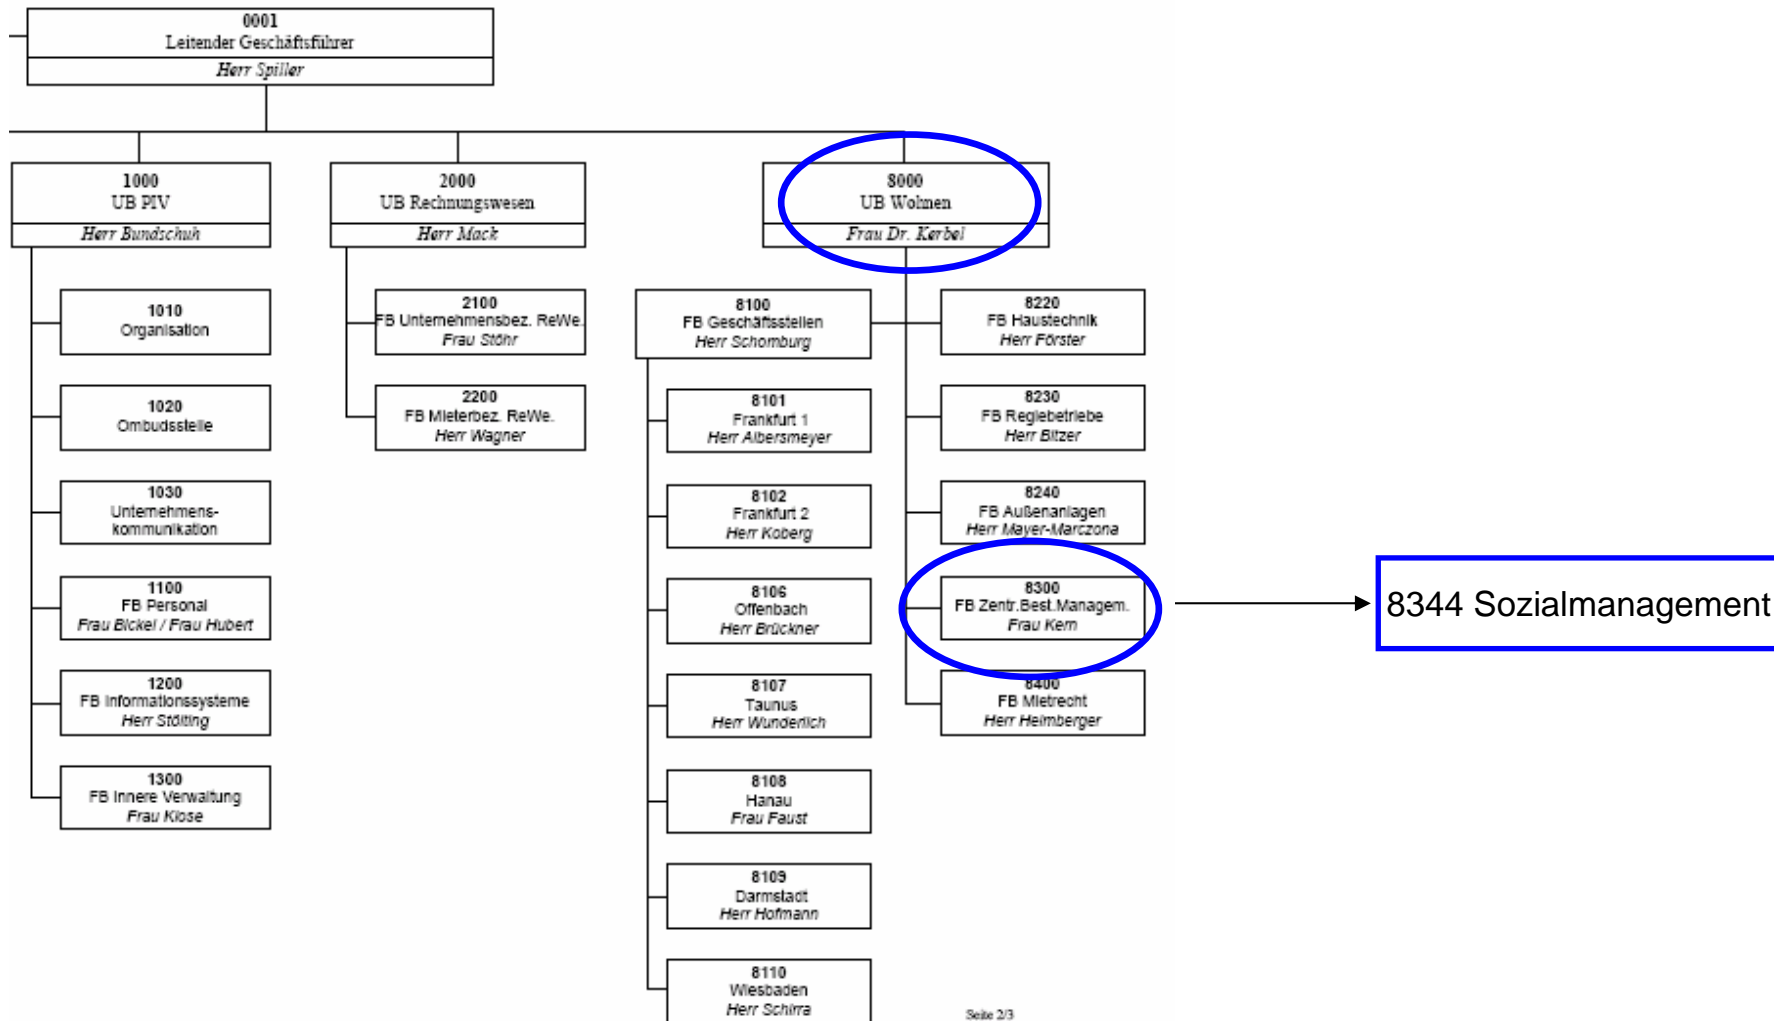 0001
Leitender Geschäftsführer
Herr Spiller
1000
UB PIV
Herr Bundschuh
2000
UB Rechnungswesen
Herr Mack
8000
UB Wohnen
Frau Dr. Kerbel
1010
Organisation
1020
Ombudsstelle
1030
Unternehmens-
kommunikation
1100
FB Personal
Frau Bickel / Frau Hubert
1200
FB Informationssysteme
Herr Stölting
1300
FB Innere Verwaltung
Frau Klose
2100
FB Unternehmensbez. ReWe.
Frau Stöhr
2200
FB Mieterbez. ReWe.
Herr Wagner
8100
FB Geschäftsstellen
Herr Schomburg
8101
Frankfurt 1
Herr Albersmeyer
8102
Frankfurt 2
Herr Koberg
8106
Offenbach
Herr Brückner
8107
Taunus
Herr Wunderlich
8108
Hanau
Frau Faust
8109
Darmstadt
Herr Hofmann
8110
Wiesbaden
Herr Schirra
8220
FB Haustechnik
Herr Förster
8230
FB Regiebetriebe
Herr Bitzer
8240
FB Außenanlagen
Herr Mayer-Marczona
8300
FB Zentr.Best.Managem.
Frau Kern
8400
FB Mietrecht
Herr Heimberger
8344 Sozialmanagement
Seite 2/3